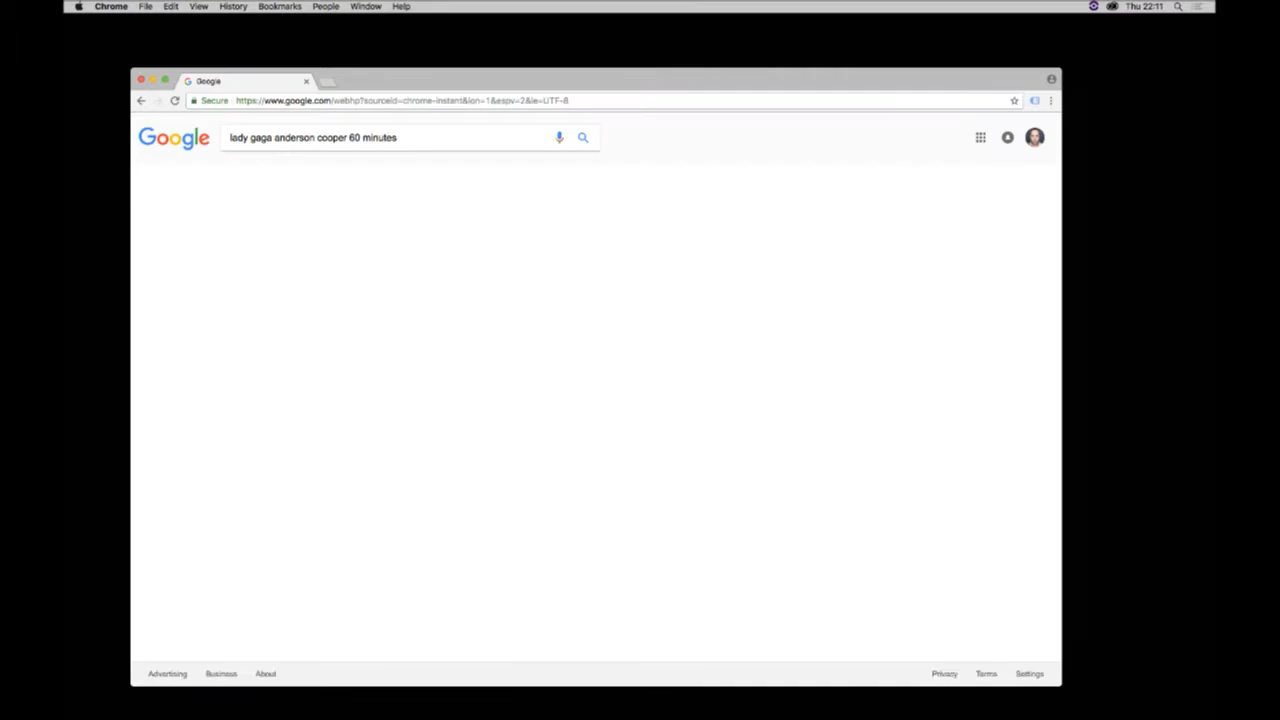 Chrome File Edit View History Bookmarks People Window Help Thu 22:11
Google
Secure https://www.google.com/webhp?sourceid=chrome-instant&ion=1&espv=2&ie=UTF-8
Google lady gaga anderson cooper 60 minutes
Advertising Business About Privacy Terms Settings